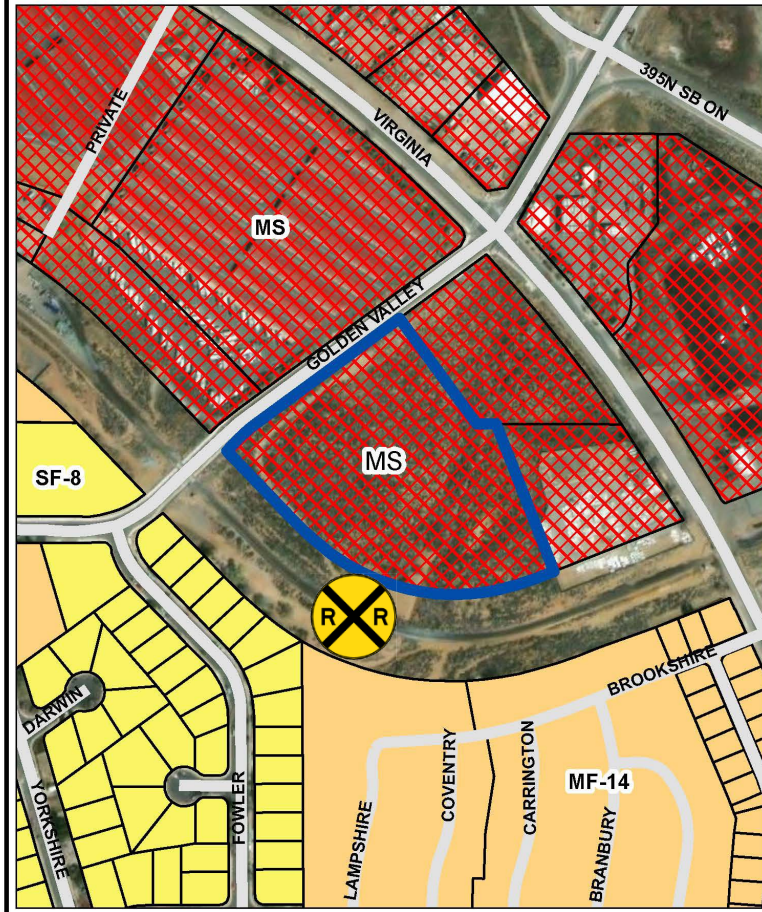 395N SB ON
PRIVATE
VIRGINIA
MS
GOLDEN VALLEY
MS
SF-8
R R
BROOKSHIRE
DARWIN
MF-14
YORKSHIRE
FOWLER
LAMPSHIRE
COVENTRY
CARRINGTON
BRANBURY